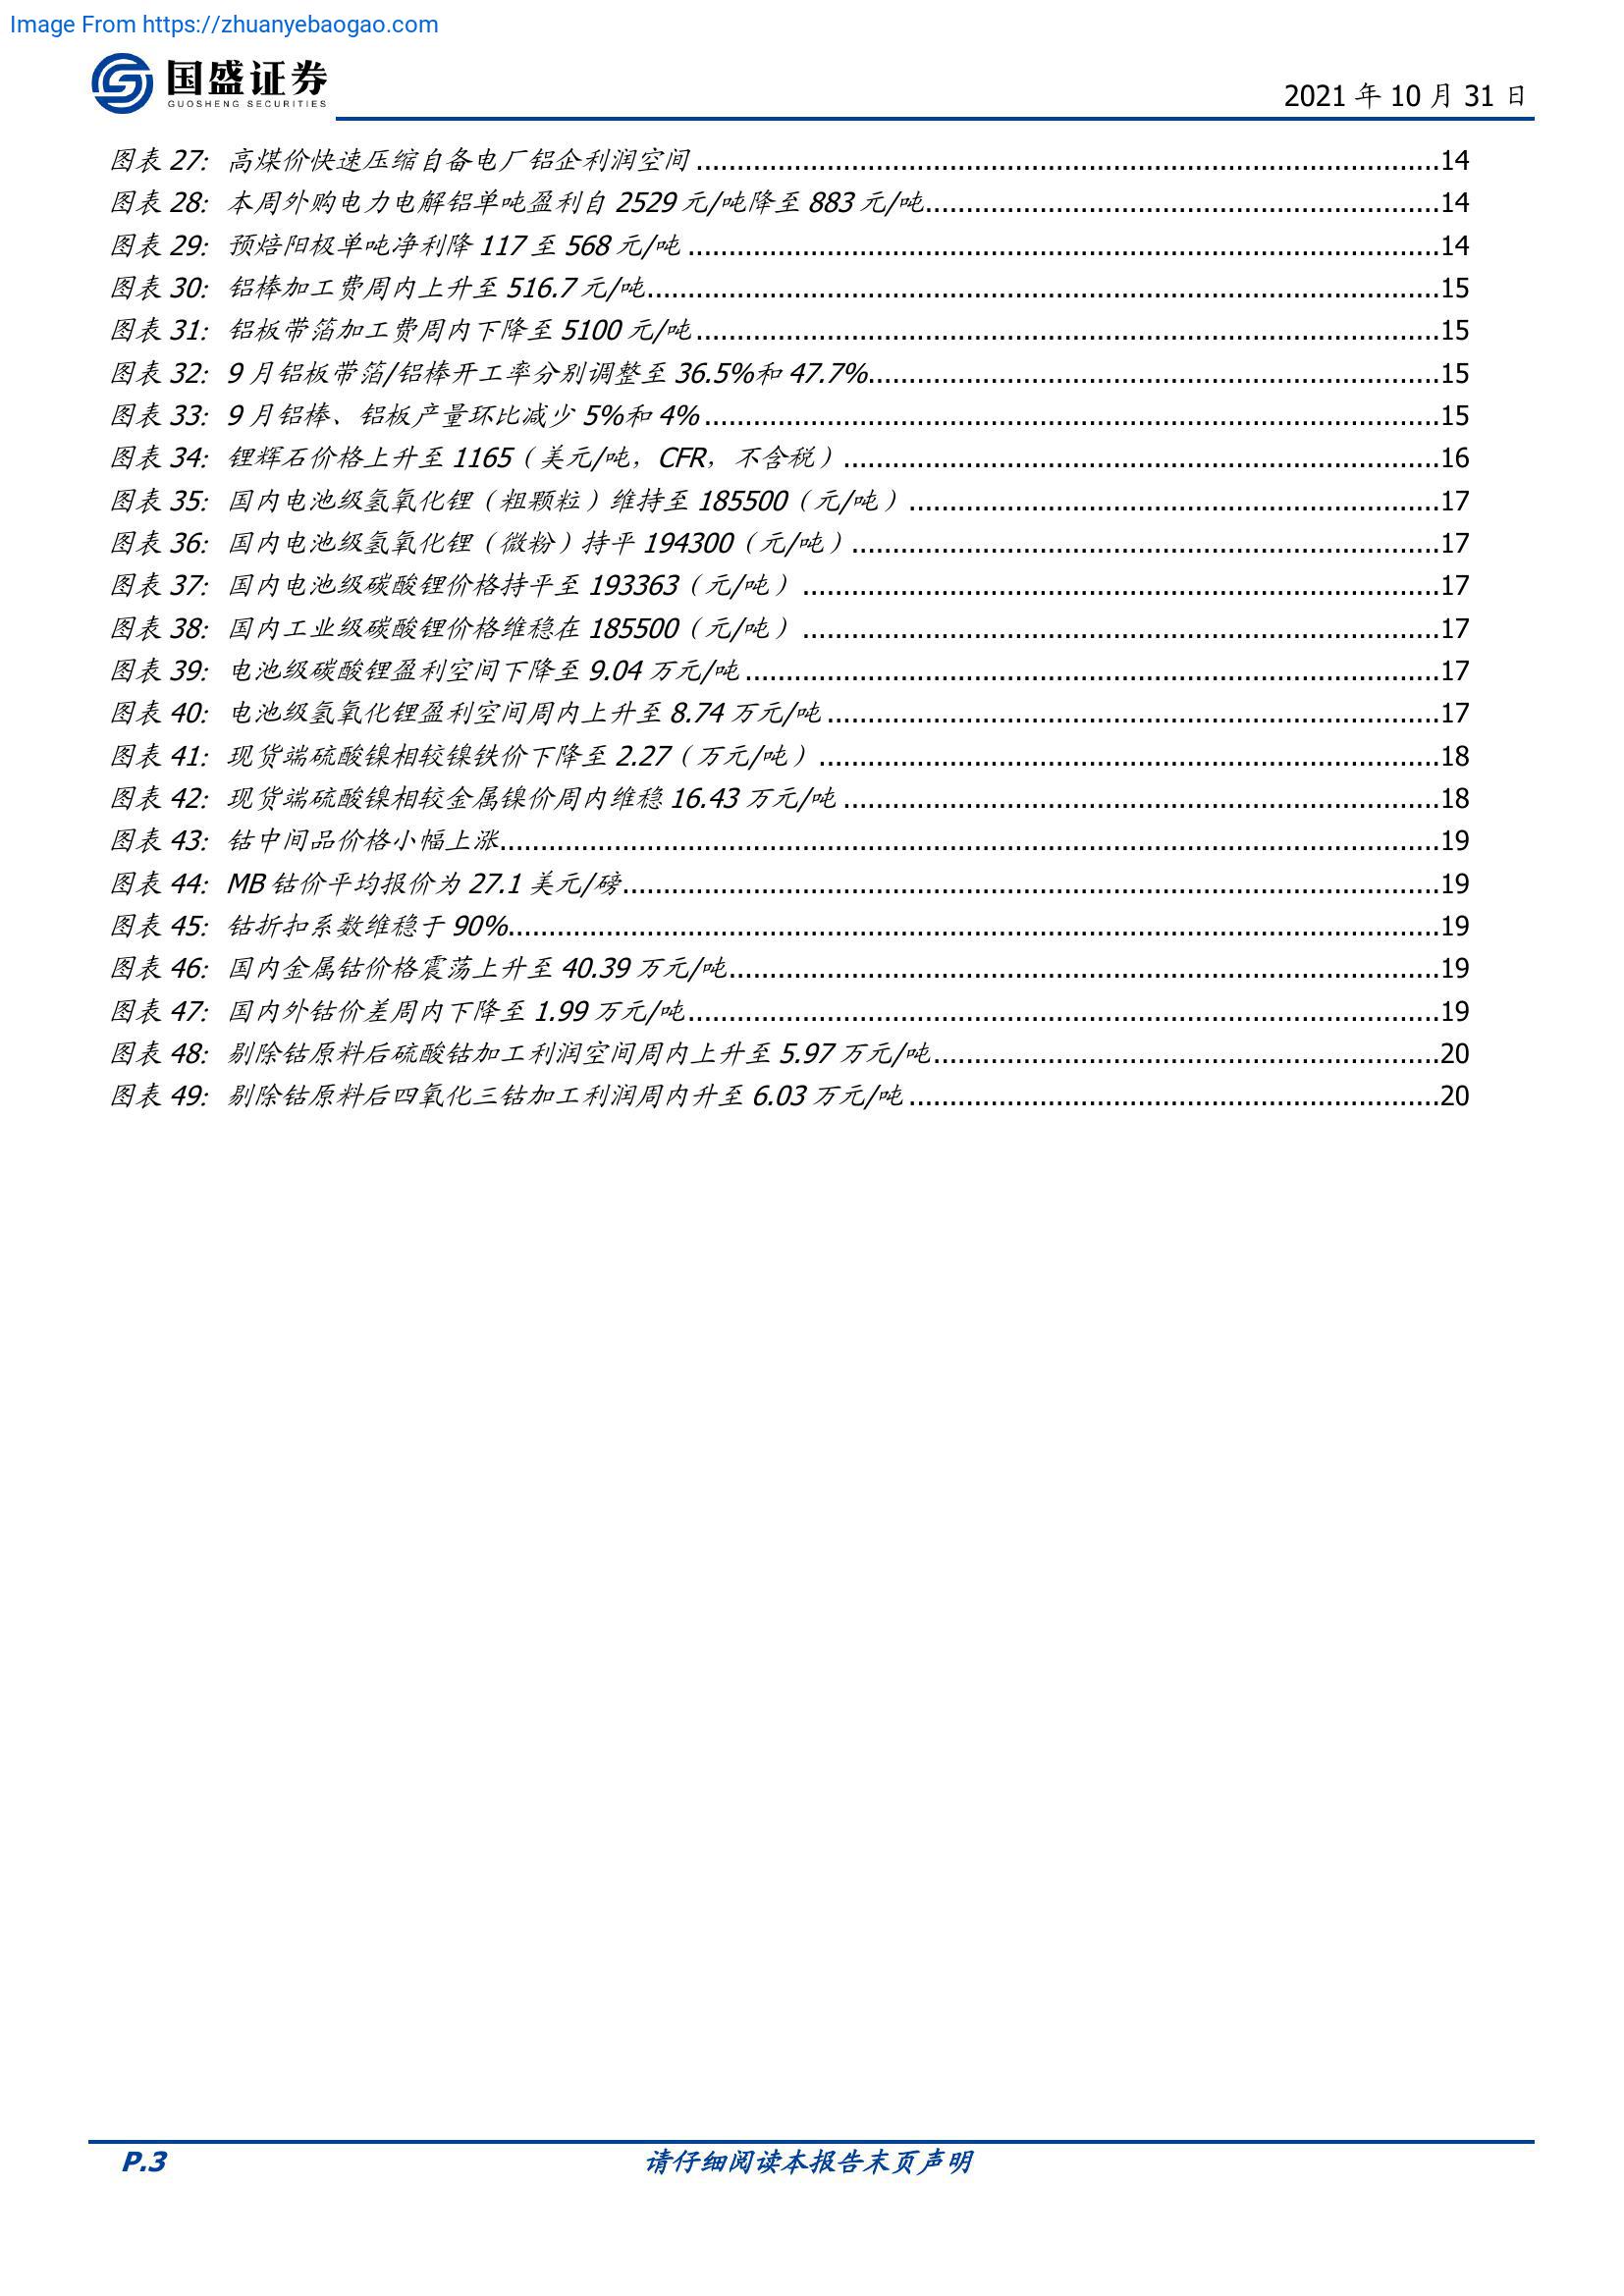 Image From https://zhuanyebaogao.com
国盛证券
GUOSHENG SECURITIES
2021 年 10 月 31 日
图表 27: 高煤价快速压缩自备电厂铝企利润空间 14
图表 28: 本周外购电力电解铝单吨盈利自 2529 元/吨降至 883 元/吨 14
图表 29: 预焙阳极单吨净利降 117 至 568 元/吨 14
图表 30: 铝棒加工费周内上升至 516.7 元/吨 15
图表 31: 铝板带箔加工费周内下降至 5100 元/吨 15
图表 32: 9 月铝板带箔/铝棒开工率分别调整至 36.5%和 47.7% 15
图表 33: 9 月铝棒、铝板产量环比减少 5%和 4% 15
图表 34: 锂辉石价格上升至 1165（美元/吨，CFR，不含税） 16
图表 35: 国内电池级氢氧化锂（粗颗粒）维持至 185500（元/吨） 17
图表 36: 国内电池级氢氧化锂（微粉）持平 194300（元/吨） 17
图表 37: 国内电池级碳酸锂价格持平至 193363（元/吨） 17
图表 38: 国内工业级碳酸锂价格维稳在 185500（元/吨） 17
图表 39: 电池级碳酸锂盈利空间下降至 9.04 万元/吨 17
图表 40: 电池级氢氧化锂盈利空间周内上升至 8.74 万元/吨 17
图表 41: 现货端硫酸镍相较镍铁价下降至 2.27（万元/吨） 18
图表 42: 现货端硫酸镍相较金属镍价周内维稳 16.43 万元/吨 18
图表 43: 钴中间品价格小幅上涨 19
图表 44: MB 钴价平均报价为 27.1 美元/磅 19
图表 45: 钴折扣系数维稳于 90% 19
图表 46: 国内金属钴价格震荡上升至 40.39 万元/吨 19
图表 47: 国内外钴价差周内下降至 1.99 万元/吨 19
图表 48: 剔除钴原料后硫酸钴加工利润空间周内上升至 5.97 万元/吨 20
图表 49: 剔除钴原料后四氧化三钴加工利润周内升至 6.03 万元/吨 20
P.3
请仔细阅读本报告末页声明